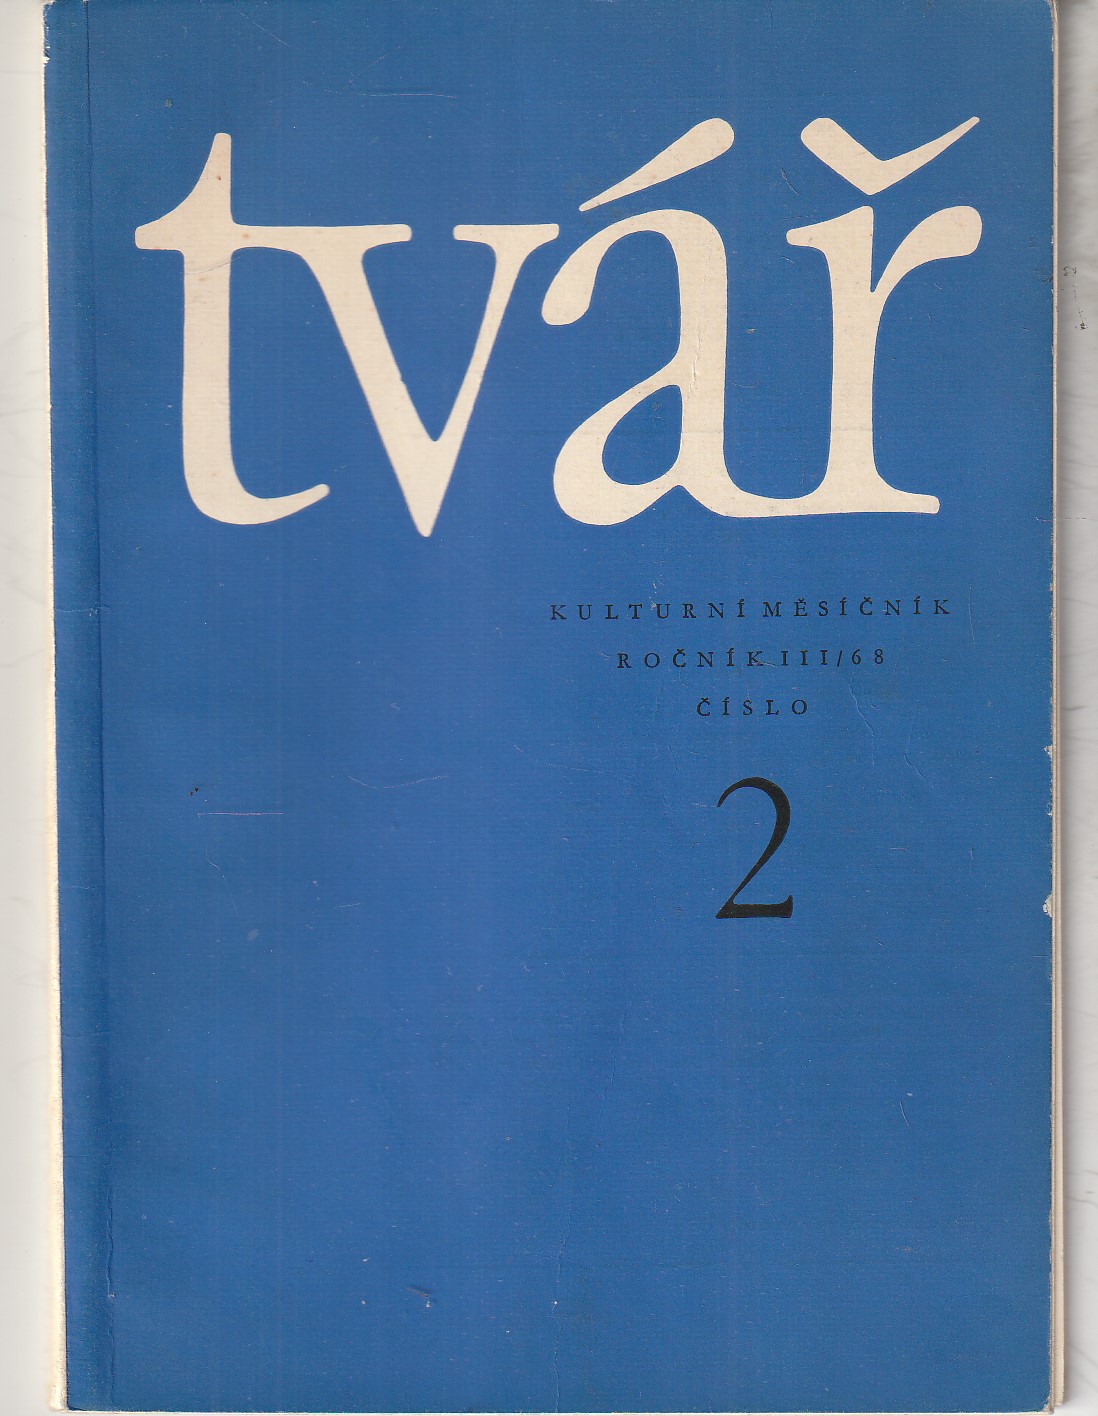 tvář
KULTURNÍ MĚSÍČNÍK
ROČNÍK III/68
ČÍSLO
2